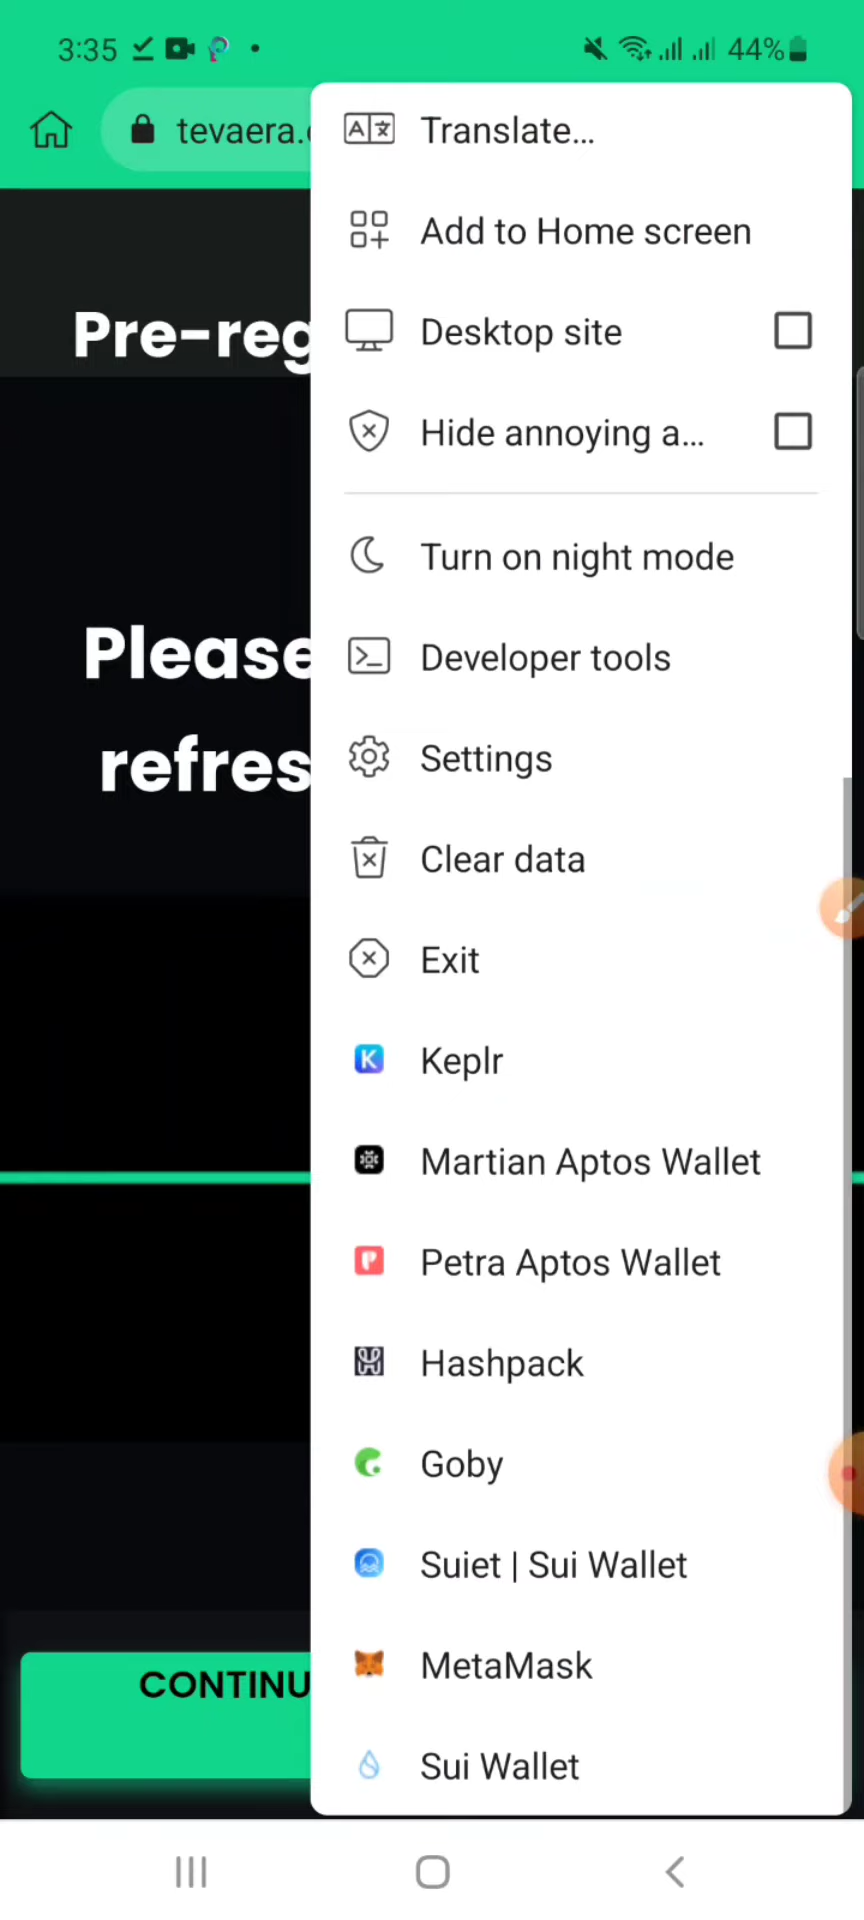 3:35
44%
tevaera.
Translate...
Add to Home screen
Pre-reg
Desktop site
Hide annoying a...
Turn on night mode
Please
Developer tools
refres
Settings
Clear data
Exit
Keplr
Martian Aptos Wallet
Petra Aptos Wallet
Hashpack
Goby
Suiet | Sui Wallet
MetaMask
CONTINU
Sui Wallet